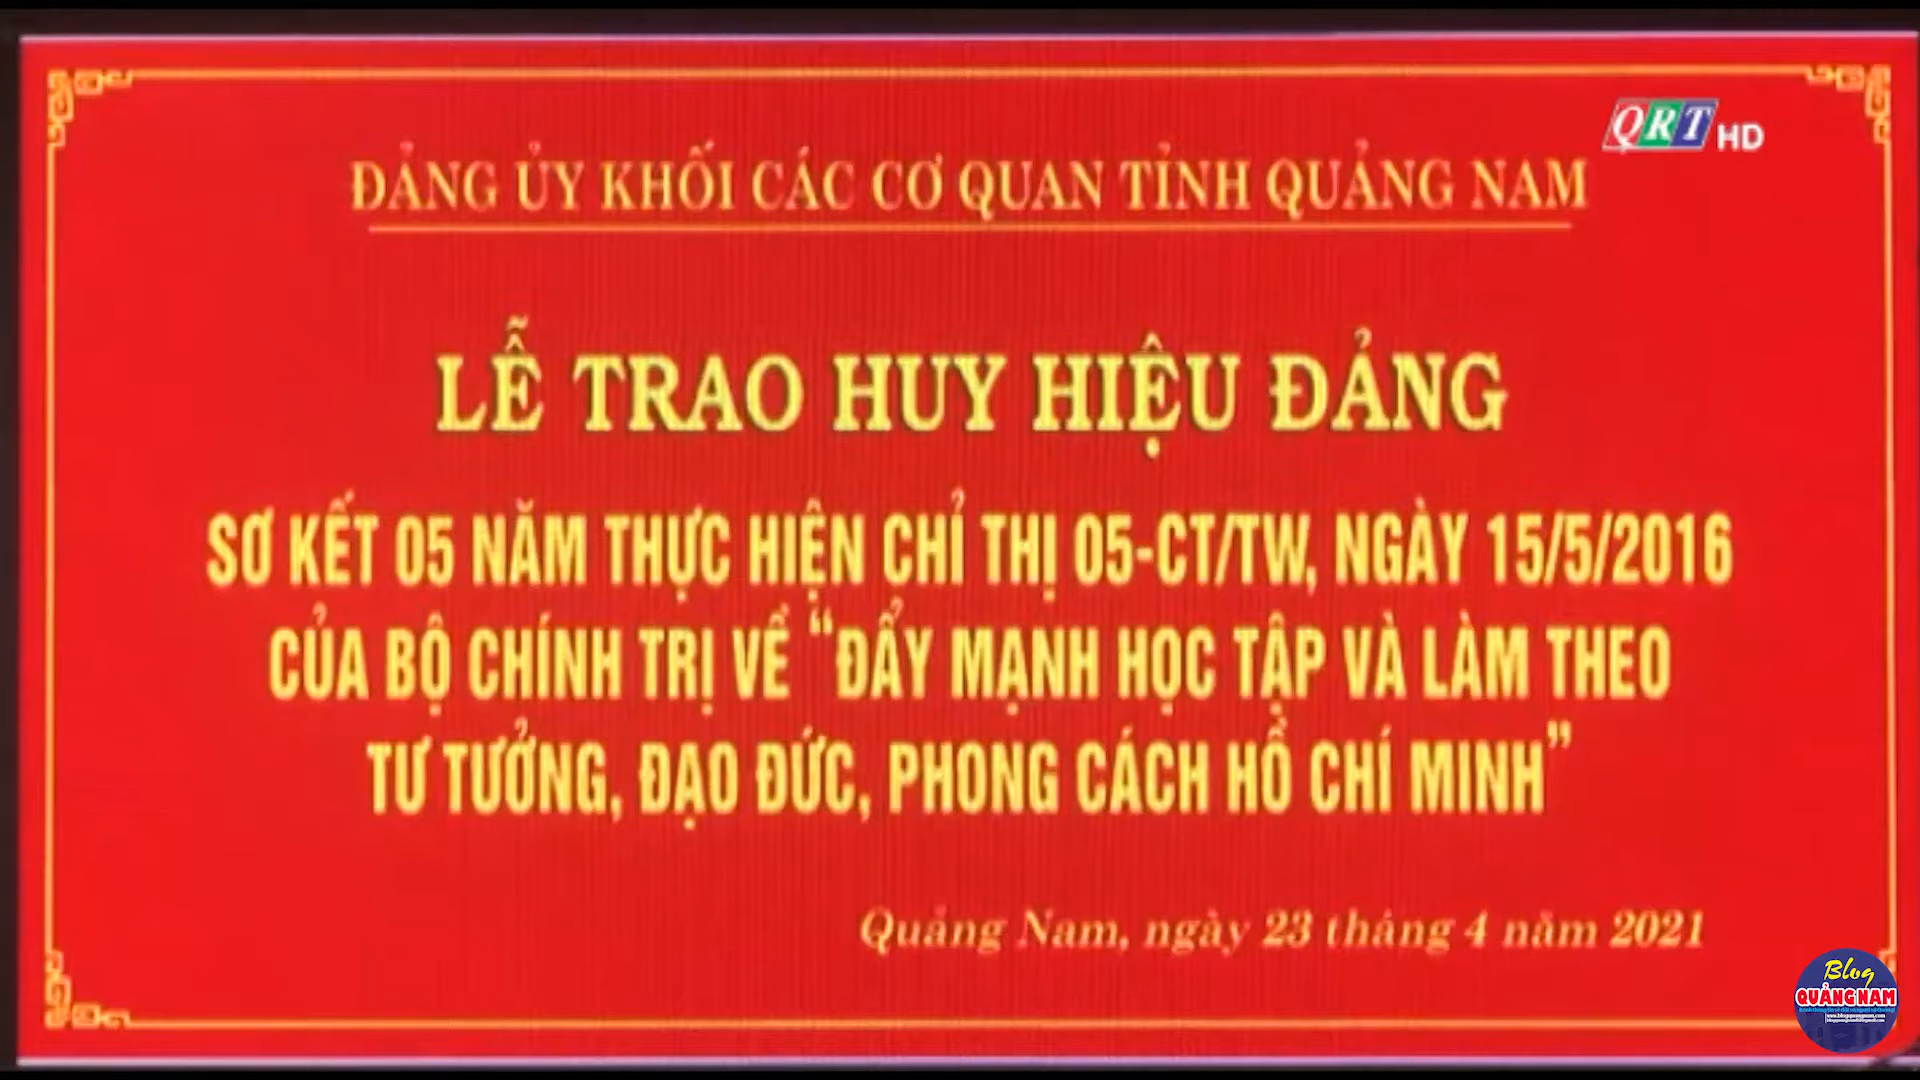 QRT HD
ĐẢNG ỦY KHỐI CÁC CƠ QUAN TỈNH QUẢNG NAM
LỄ TRAO HUY HIỆU ĐẢNG
SƠ KẾT 05 NĂM THỰC HIỆN CHỈ THỊ 05-CT/TW, NGÀY 15/5/2016
CỦA BỘ CHÍNH TRỊ VỀ “ĐẨY MẠNH HỌC TẬP VÀ LÀM THEO
TƯ TƯỞNG, ĐẠO ĐỨC, PHONG CÁCH HỒ CHÍ MINH”
Quảng Nam, ngày 23 tháng 4 năm 2021
Blog
QUẢNG NAM